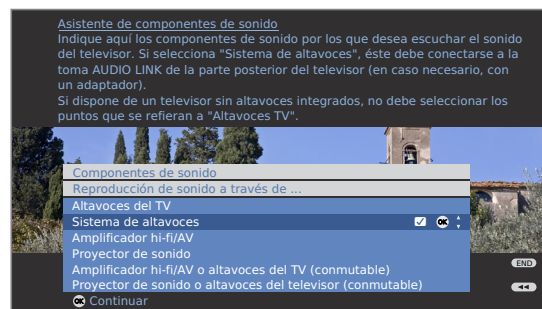 Asistente de componentes de sonido
Indique aquí los componentes de sonido por los que desea escuchar el sonido
del televisor. Si selecciona "Sistema de altavoces", éste debe conectarse a la
toma AUDIO LINK de la parte posterior del televisor (en caso necesario, con
un adaptador).
Si dispone de un televisor sin altavoces integrados, no debe seleccionar los
puntos que se refieran a "Altavoces TV".
Componentes de sonido
Reproducción de sonido a través de ...
Altavoces del TV
Sistema de altavoces OK
Amplificador hi-fi/AV
Proyector de sonido
Amplificador hi-fi/AV o altavoces del TV (conmutable)
Proyector de sonido o altavoces del televisor (conmutable)
OK Continuar
END